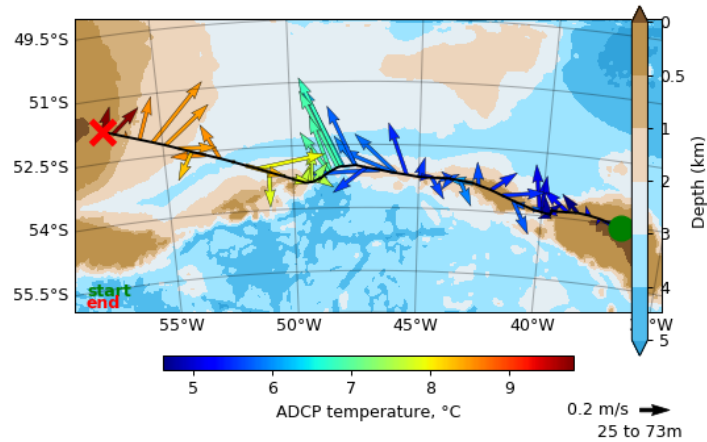 49.5°S
51°S
52.5°S
54°S
55.5°S
start
end
55°W
50°W
45°W
40°W
0
0.5
1
2
3
4
5
Depth (km)
5
6
7
8
9
ADCP temperature, °C
0.2 m/s
25 to 73m